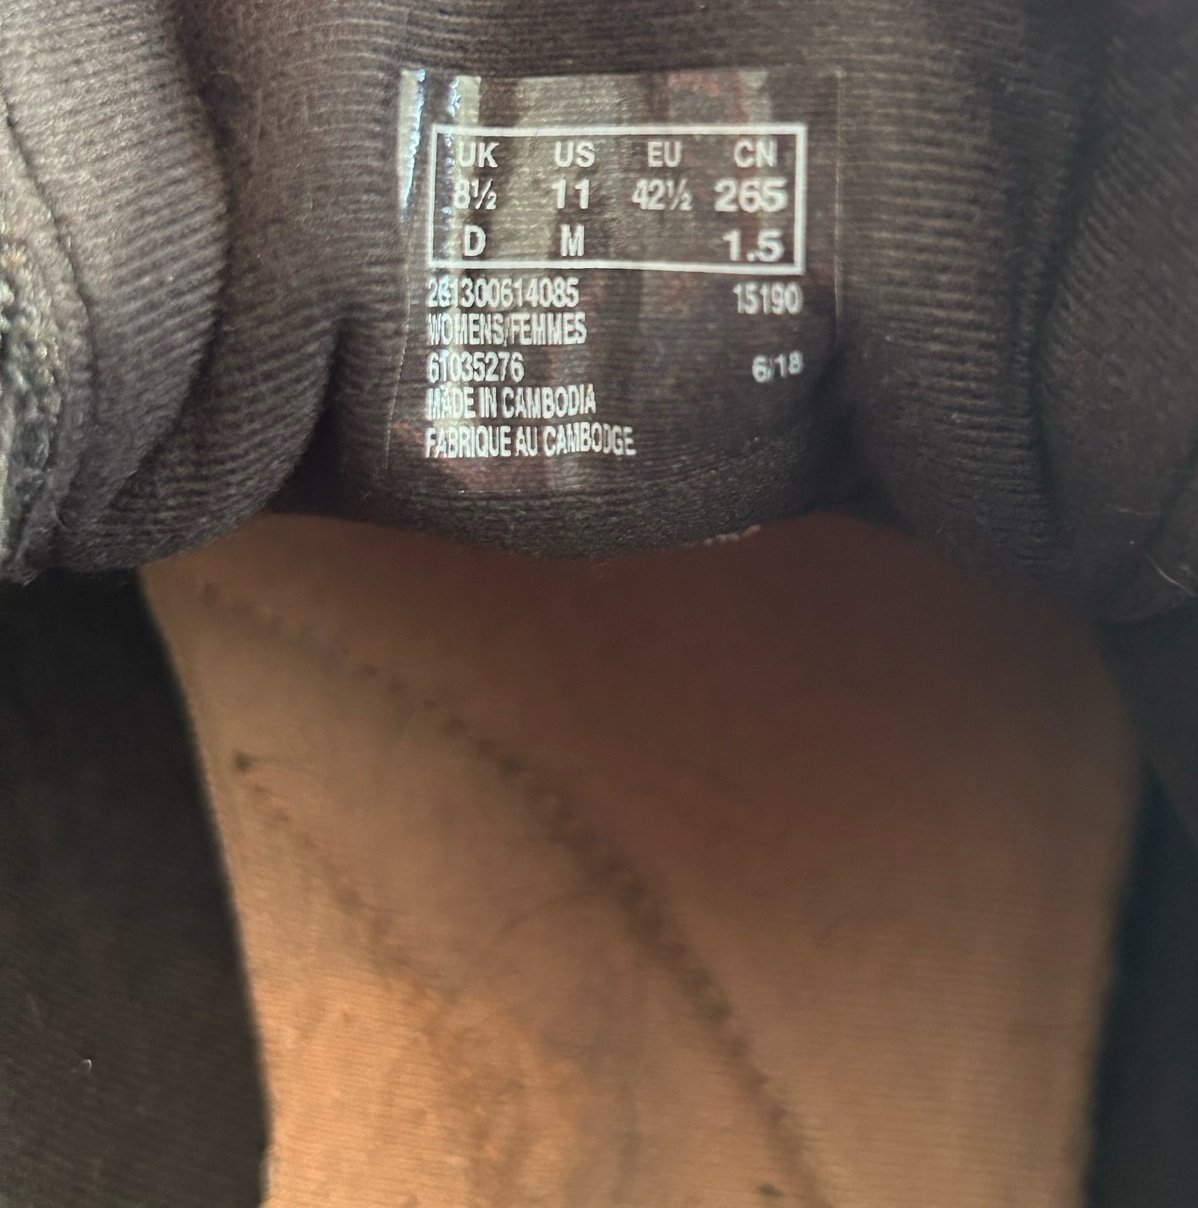 UK US EU CN
8½ 11 42½ 265
D M 1.5
261300614085 15190
WOMENS/FEMMES
61035276 6/18
MADE IN CAMBODIA
FABRIQUE AU CAMBODGE